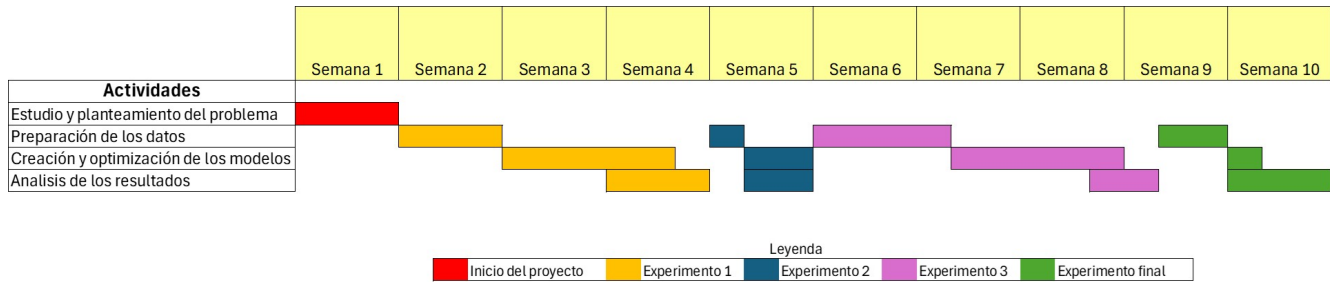 Semana 1 Semana 2 Semana 3 Semana 4 Semana 5 Semana 6 Semana 7 Semana 8 Semana 9 Semana 10
Actividades
Estudio y planteamiento del problema
Preparación de los datos
Creación y optimización de los modelos
Analisis de los resultados
Leyenda
Inicio del proyecto Experimento 1 Experimento 2 Experimento 3 Experimento final